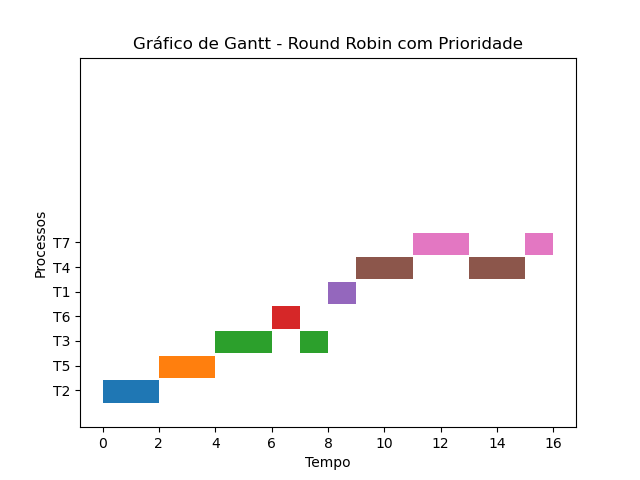 Gráfico de Gantt - Round Robin com Prioridade
Processos
T7
T4
T1
T6
T3
T5
T2
0 2 4 6 8 10 12 14 16
Tempo